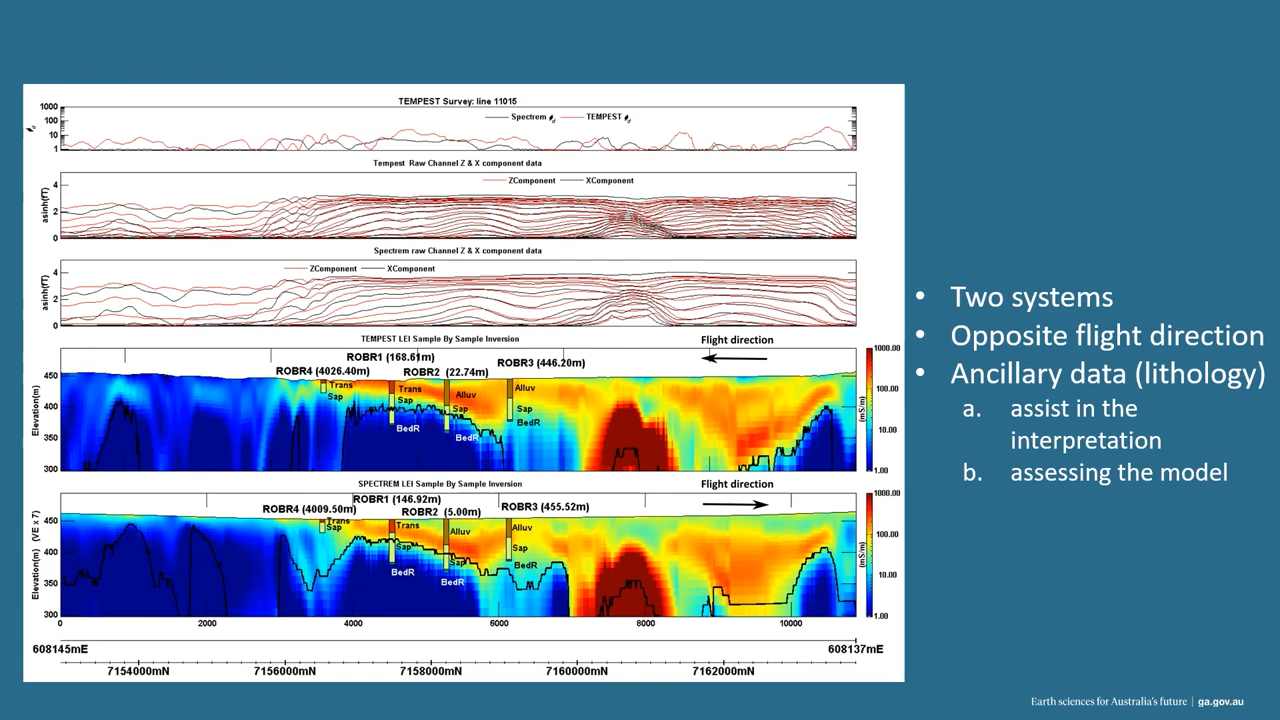 TEMPEST Survey: line 11015
1000
100
10
1
ϕd
Spectrem ϕd
TEMPEST ϕd
Tempest Raw Channel Z & X component data
ZComponent
XComponent
asinh(fT)
4
2
0
Spectrem raw Channel Z & X component data
ZComponent
XComponent
asinh(fT)
4
2
0
TEMPEST LEI Sample By Sample Inversion
Flight direction
ROBR1 (168.61m)
ROBR4 (4026.40m)
ROBR2 (22.74m)
ROBR3 (446.20m)
Trans
Sap
Trans
Sap
BedR
Alluv
Sap
BedR
Alluv
Sap
BedR
Elevation(m)
450
400
350
300
1000.00
100.00
10.00
1.00
(mS/m)
SPECTREM LEI Sample By Sample Inversion
Flight direction
ROBR1 (146.92m)
ROBR4 (4009.50m)
ROBR2 (5.00m)
ROBR3 (455.52m)
Trans
Sap
Trans
Sap
BedR
Alluv
Sap
BedR
Alluv
Sap
BedR
Elevation(m) (VE x 7)
450
400
350
300
1000.00
100.00
10.00
1.00
(mS/m)
0 2000 4000 6000 8000 10000
608145mE 608137mE
7154000mN 7156000mN 7158000mN 7160000mN 7162000mN
• Two systems
• Opposite flight direction
• Ancillary data (lithology)
a. assist in the
interpretation
b. assessing the model
Earth sciences for Australia's future | ga.gov.au